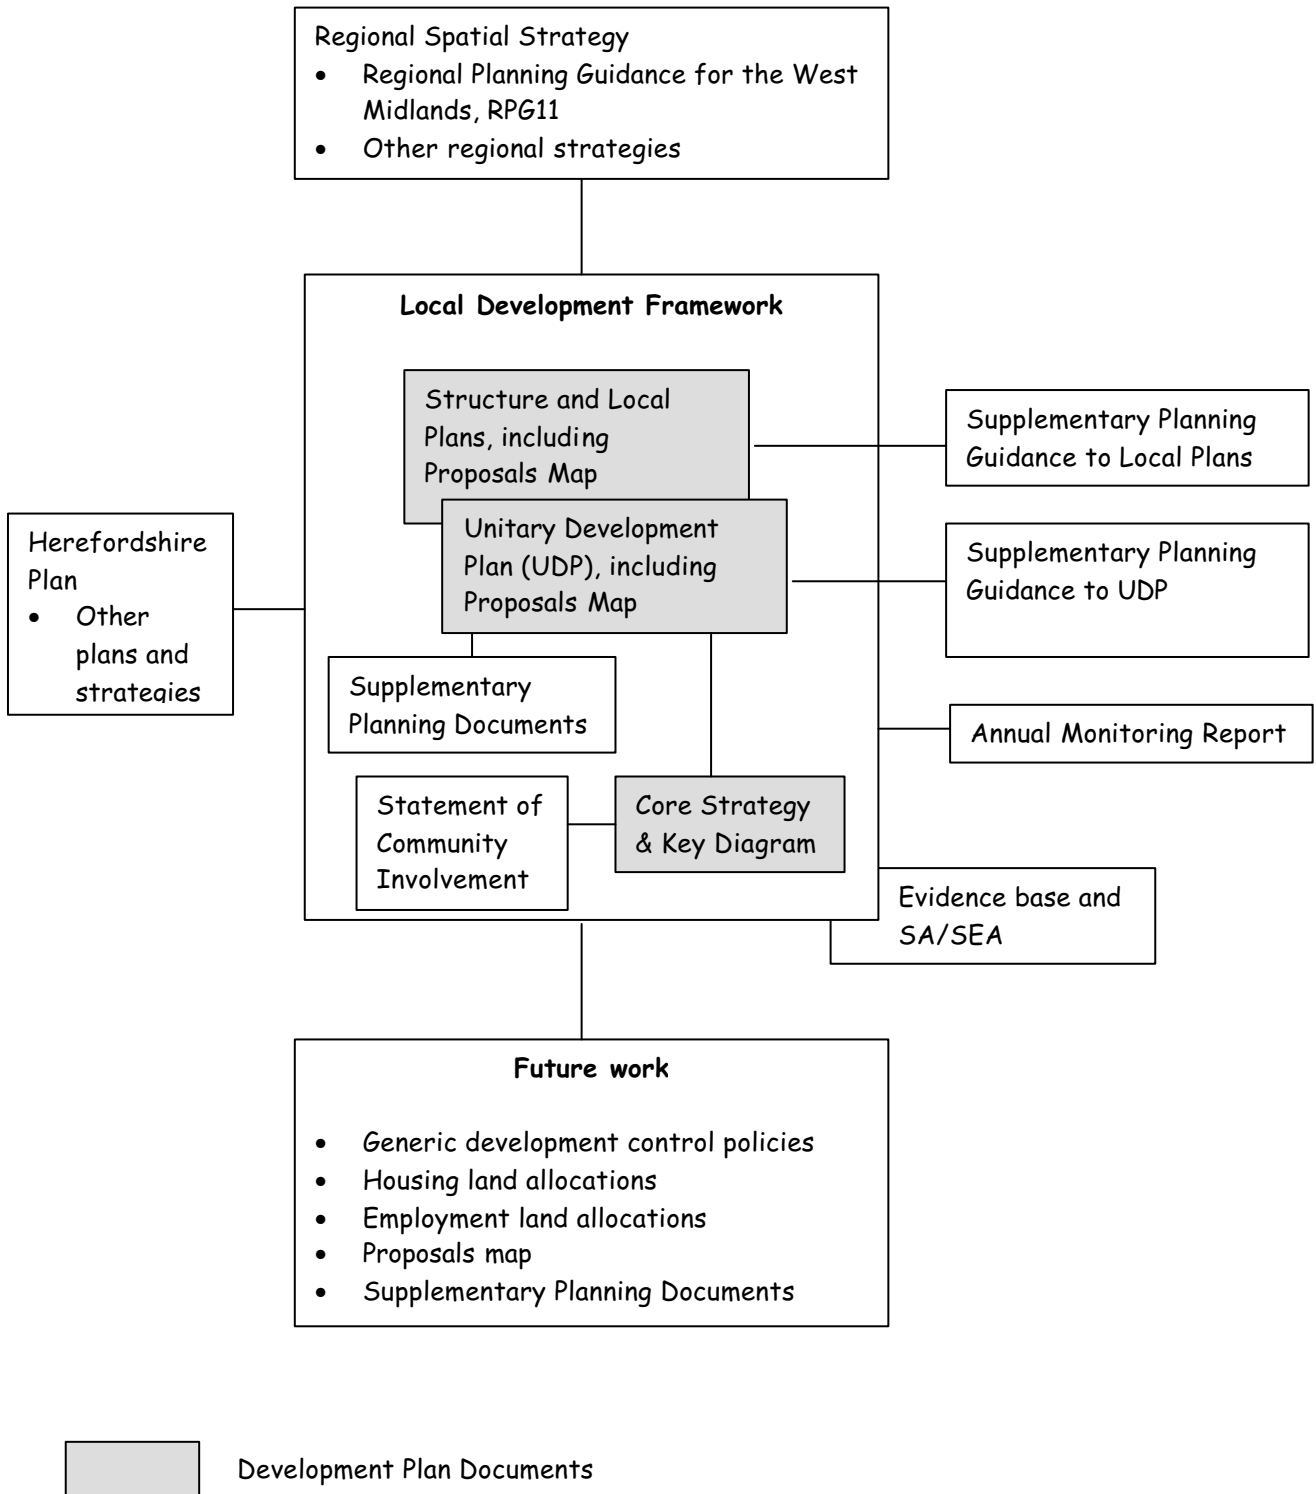 Regional Spatial Strategy
• Regional Planning Guidance for the West
Midlands, RPG11
• Other regional strategies
Local Development Framework
Structure and Local
Plans, including
Proposals Map
Unitary Development
Plan (UDP), including
Proposals Map
Supplementary Planning
Guidance to Local Plans
Supplementary Planning
Guidance to UDP
Herefordshire
Plan
• Other
plans and
strategies
Supplementary
Planning Documents
Annual Monitoring Report
Statement of
Community
Involvement
Core Strategy
& Key Diagram
Evidence base and
SA/SEA
Future work
• Generic development control policies
• Housing land allocations
• Employment land allocations
• Proposals map
• Supplementary Planning Documents
Development Plan Documents